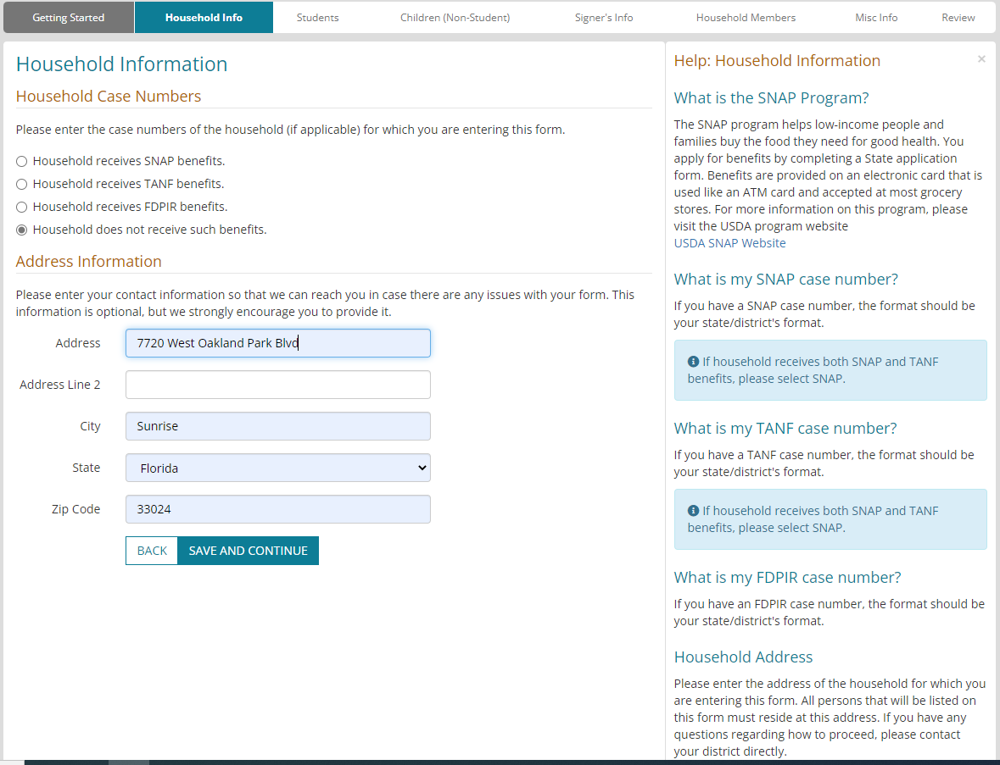 Getting Started
Household Info
Students
Children (Non-Student)
Signer's Info
Household Members
Misc Info
Review
Household Information
Household Case Numbers
Please enter the case numbers of the household (if applicable) for which you are entering this form.
Household receives SNAP benefits.
Household receives TANF benefits.
Household receives FDPIR benefits.
Household does not receive such benefits.
Address Information
Please enter your contact information so that we can reach you in case there are any issues with your form. This
information is optional, but we strongly encourage you to provide it.
Address
7720 West Oakland Park Blvd
Address Line 2
City
Sunrise
State
Florida
Zip Code
33024
BACK
SAVE AND CONTINUE
Help: Household Information
×
What is the SNAP Program?
The SNAP program helps low-income people and
families buy the food they need for good health. You
apply for benefits by completing a State application
form. Benefits are provided on an electronic card that is
used like an ATM card and accepted at most grocery
stores. For more information on this program, please
visit the USDA program website
USDA SNAP Website
What is my SNAP case number?
If you have a SNAP case number, the format should be
your state/district's format.
If household receives both SNAP and TANF
benefits, please select SNAP.
What is my TANF case number?
If you have a TANF case number, the format should be
your state/district's format.
If household receives both SNAP and TANF
benefits, please select SNAP.
What is my FDPIR case number?
If you have an FDPIR case number, the format should be
your state/district's format.
Household Address
Please enter the address of the household for which you
are entering this form. All persons that will be listed on
this form must reside at this address. If you have any
questions regarding how to proceed, please contact
your district directly.